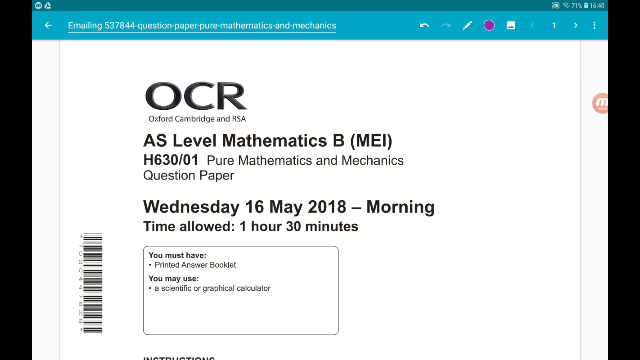 71% 16:40
Emailing 537844-question-paper-pure-mathematics-and-mechanics
1
OCR
Oxford Cambridge and RSA
AS Level Mathematics B (MEI)
H630/01 Pure Mathematics and Mechanics
Question Paper
Wednesday 16 May 2018 – Morning
Time allowed: 1 hour 30 minutes
You must have:
• Printed Answer Booklet
You may use:
• a scientific or graphical calculator
INSTRUCTIONS